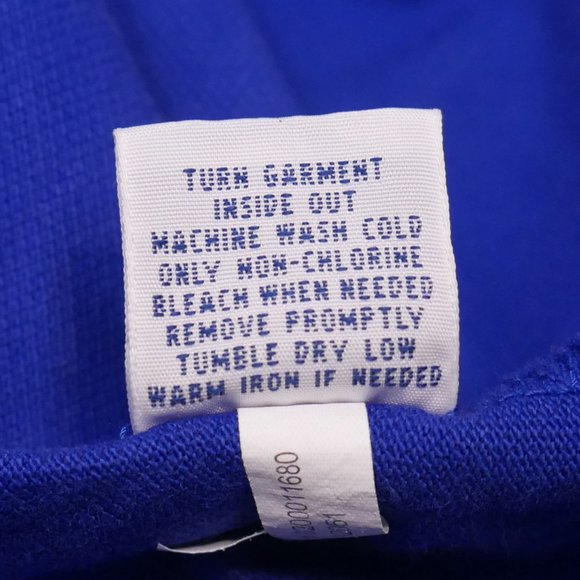 TURN GARMENT
INSIDE OUT
MACHINE WASH COLD
ONLY NON-CHLORINE
BLEACH WHEN NEEDED
REMOVE PROMPTLY
TUMBLE DRY LOW
WARM IRON IF NEEDED